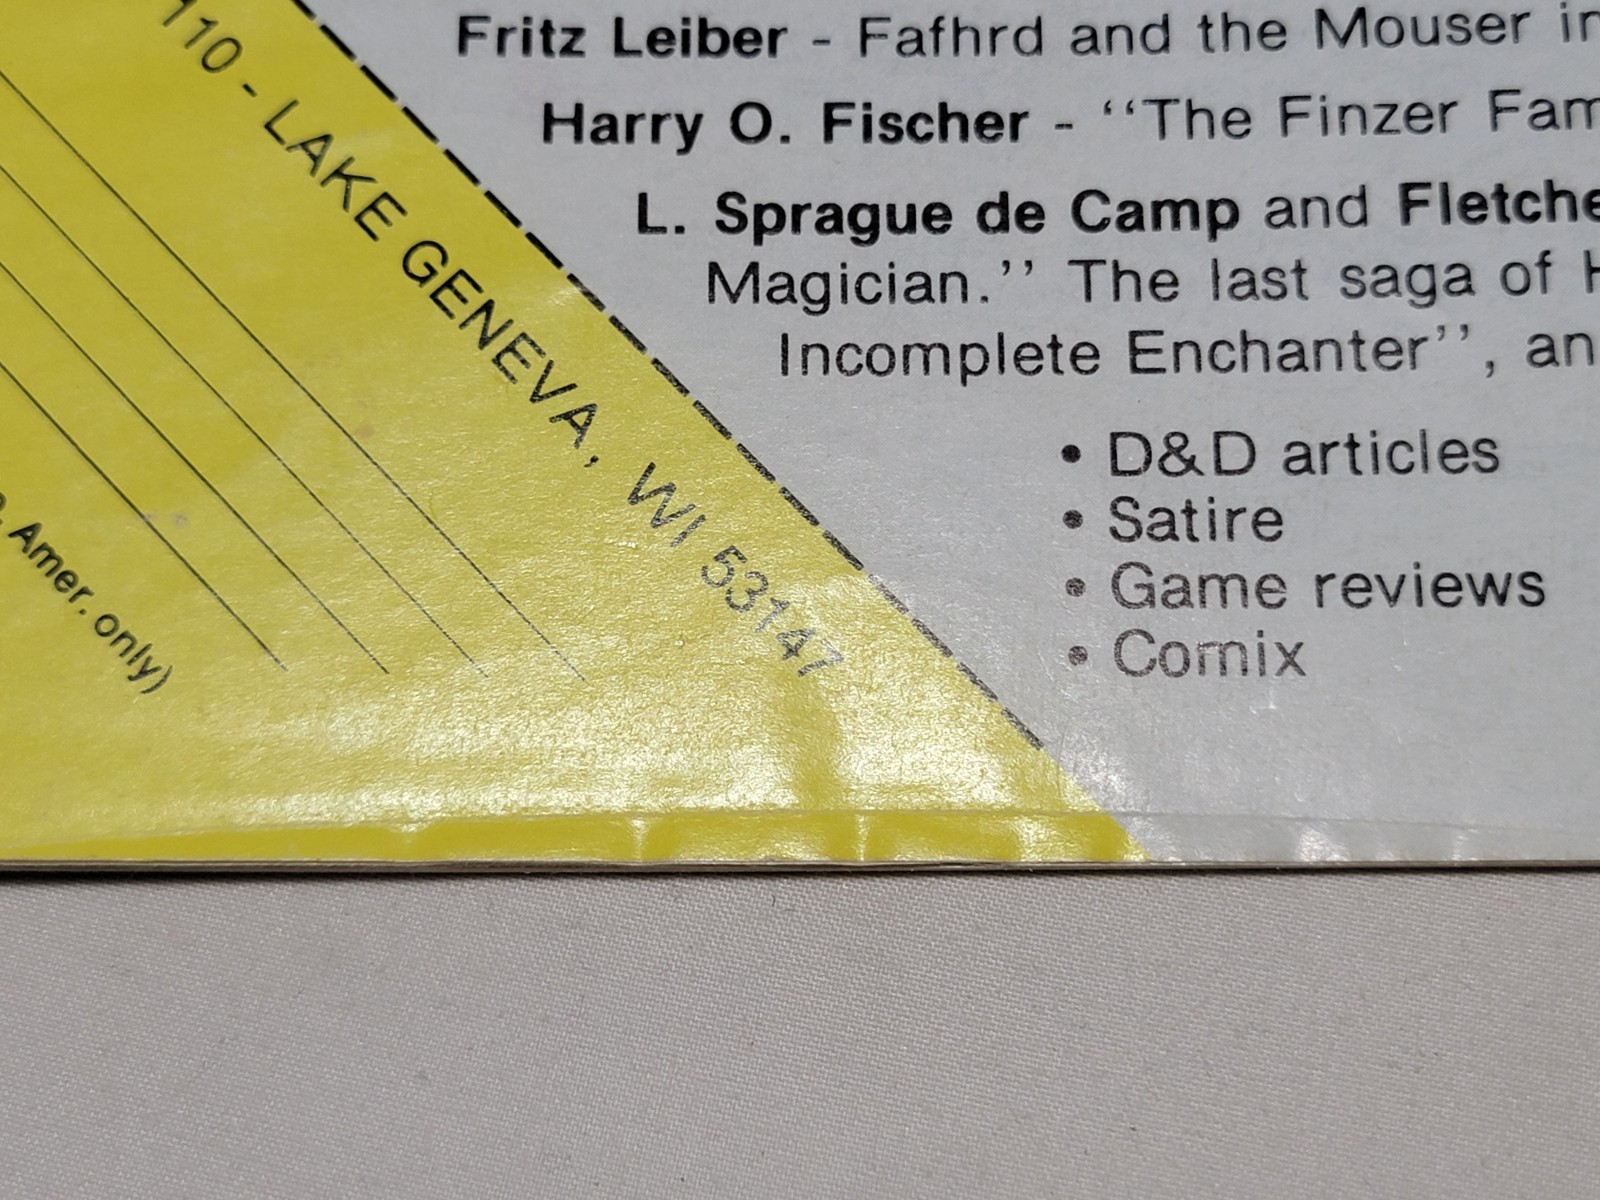 Fritz Leiber - Fafhrd and the Mouser in
Harry O. Fischer - ‘‘The Finzer Fam
L. Sprague de Camp and Fletche
Magician.’’ The last saga of H
Incomplete Enchanter’’, an
• D&D articles
• Satire
• Game reviews
• Comix
110 - LAKE GENEVA, WI 53147
. Amer. only)